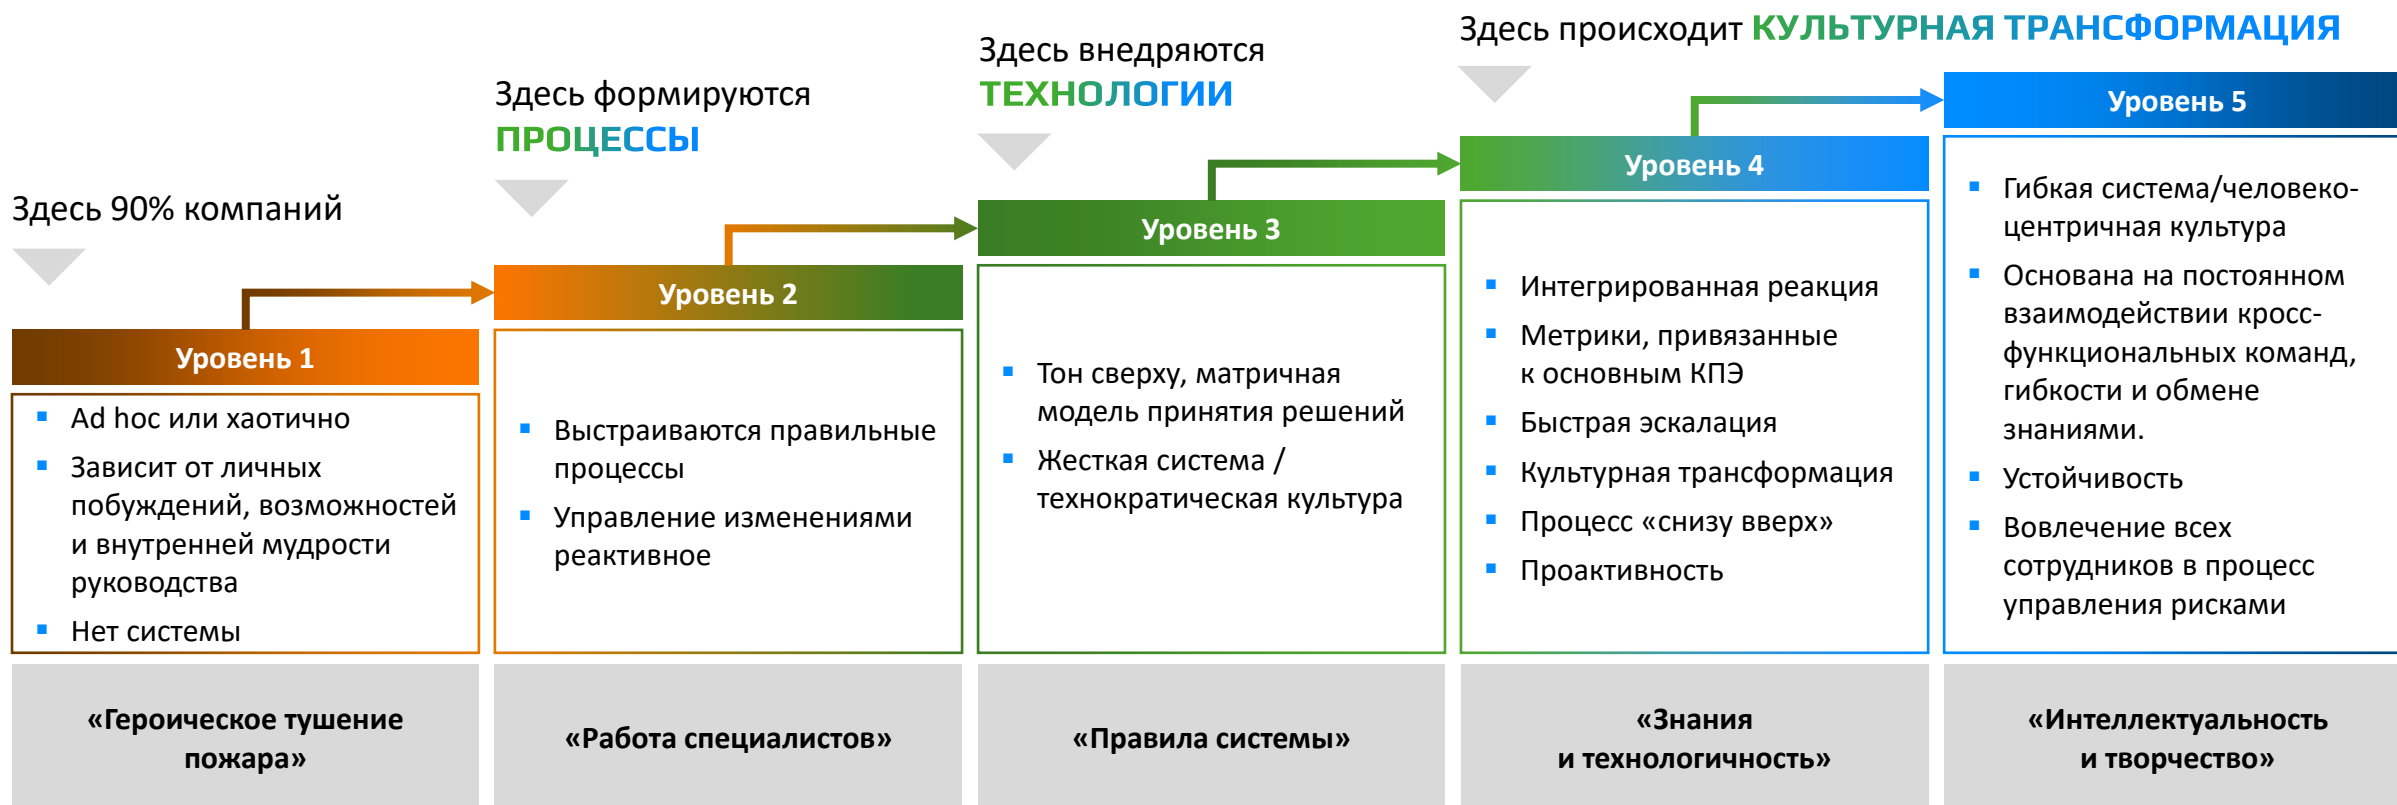 Здесь 90% компаний
Уровень 1
Ad hoc или хаотично
Зависит от личных
побуждений, возможностей
и внутренней мудрости
руководства
Нет системы
«Героическое тушение
пожара»
Здесь формируются
ПРОЦЕССЫ
Уровень 2
Выстраиваются правильные
процессы
Управление изменениями
реактивное
«Работа специалистов»
Здесь внедряются
ТЕХНОЛОГИИ
Уровень 3
Тон сверху, матричная
модель принятия решений
Жесткая система /
технократическая культура
«Правила системы»
Здесь происходит КУЛЬТУРНАЯ ТРАНСФОРМАЦИЯ
Уровень 4
Интегрированная реакция
Метрики, привязанные
к основным КПЭ
Быстрая эскалация
Культурная трансформация
Процесс «снизу вверх»
Проактивность
«Знания
и технологичность»
Уровень 5
Гибкая система/человеко-
центричная культура
Основана на постоянном
взаимодействии кросс-
функциональных команд,
гибкости и обмене
знаниями.
Устойчивость
Вовлечение всех
сотрудников в процесс
управления рисками
«Интеллектуальность
и творчество»